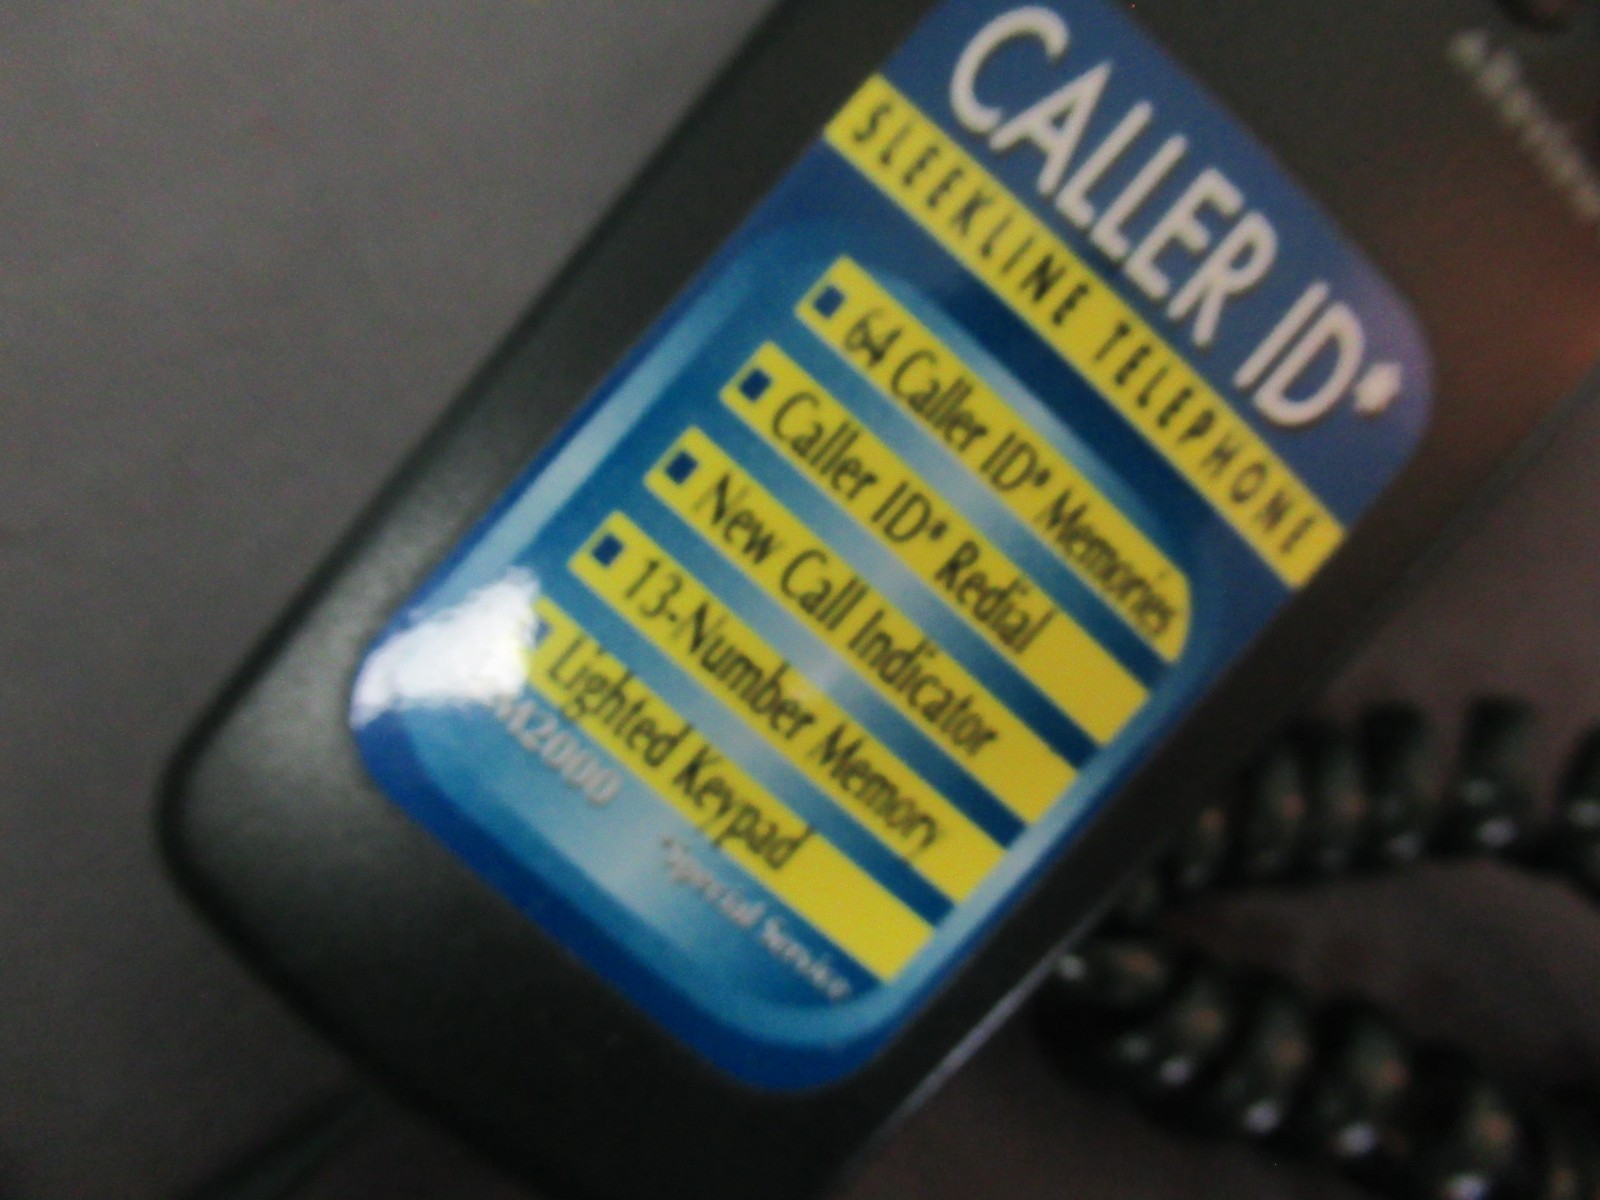 CALLER ID*
SLEEKLINE TELEPHONE
64 Caller ID* Memories
Caller ID* Redial
New Call Indicator
13-Number Memory
Lighted Keypad
M2000
*Special Service